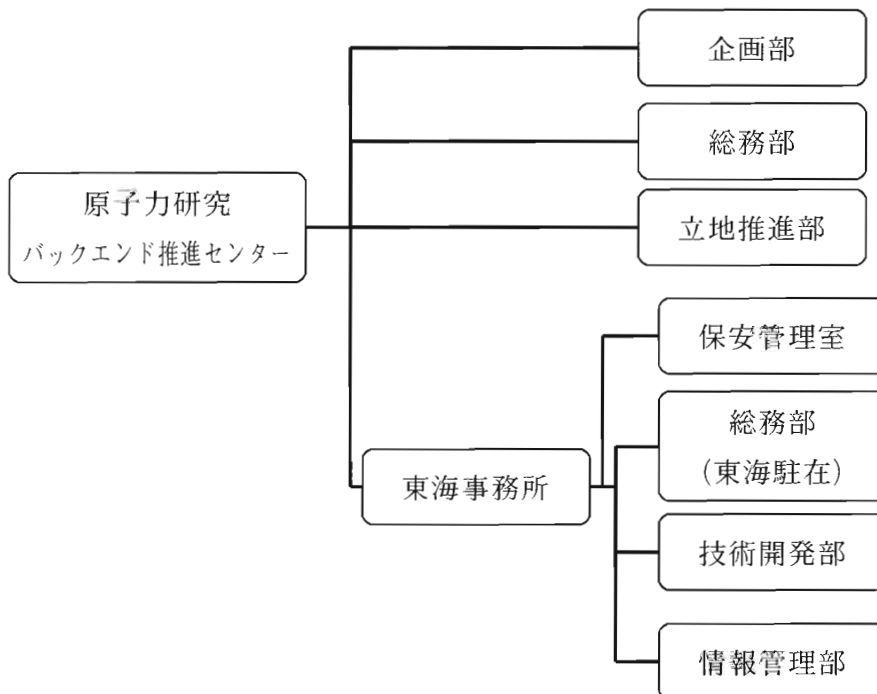 企画部
総務部
原子力研究
バックエンド推進センター
立地推進部
保安管理室
東海事務所
総務部
(東海駐在)
技術開発部
情報管理部